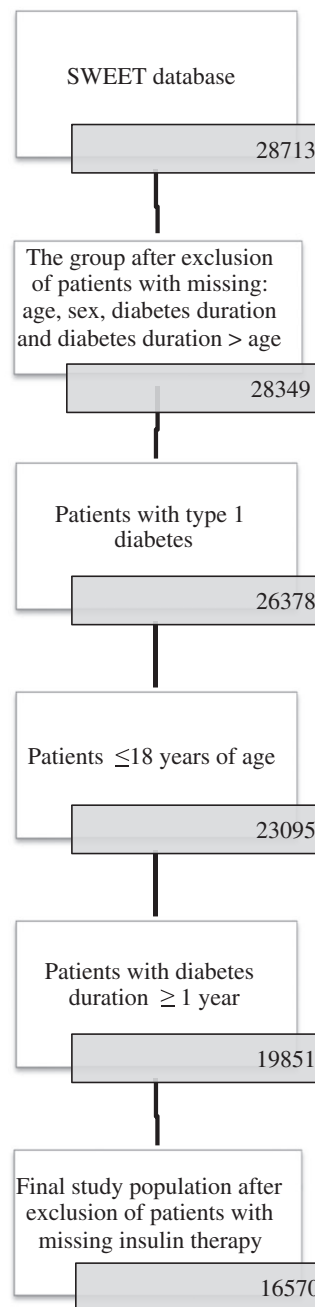 SWEET database
28713
The group after exclusion
of patients with missing:
age, sex, diabetes duration
and diabetes duration > age
28349
Patients with type 1
diabetes
26378
Patients ≤18 years of age
23095
Patients with diabetes
duration ≥ 1 year
19851
Final study population after
exclusion of patients with
missing insulin therapy
16570